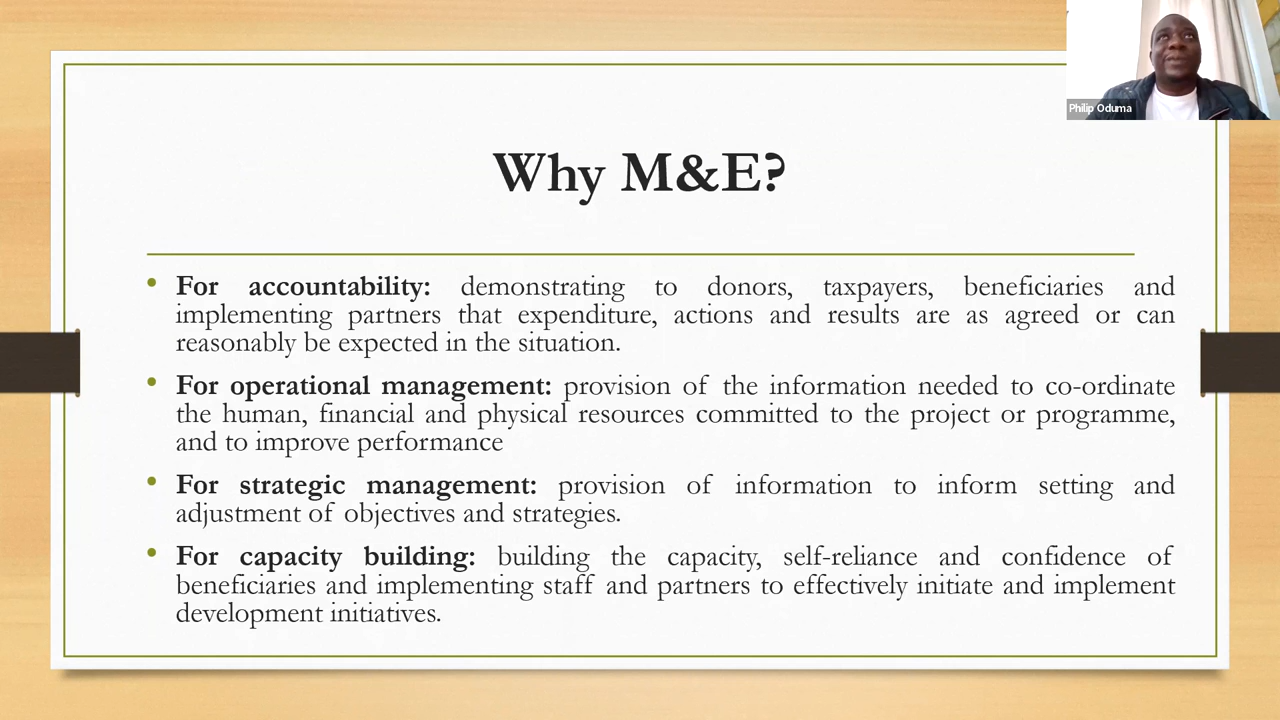 Philip Oduma
Why M&E?
• For accountability: demonstrating to donors, taxpayers, beneficiaries and
implementing partners that expenditure, actions and results are as agreed or can
reasonably be expected in the situation.
• For operational management: provision of the information needed to co-ordinate
the human, financial and physical resources committed to the project or programme,
and to improve performance
• For strategic management: provision of information to inform setting and
adjustment of objectives and strategies.
• For capacity building: building the capacity, self-reliance and confidence of
beneficiaries and implementing staff and partners to effectively initiate and implement
development initiatives.